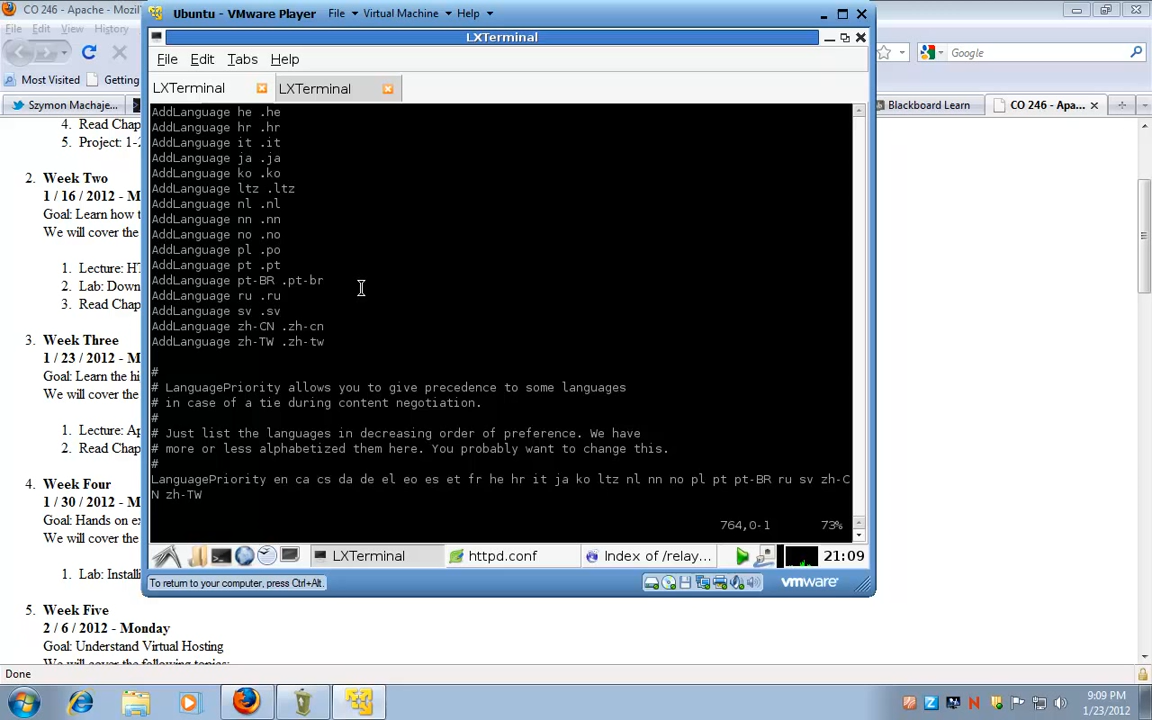 CO 246 - Apache - Mozil
Ubuntu - VMware Player File Virtual Machine Help
File Edit View History
LXTerminal
Google
File Edit Tabs Help
Most Visited Getting
LXTerminal LXTerminal
Szymon Machaje... Blackboard Learn CO 246 - Apa...
AddLanguage he .he
AddLanguage hr .hr
AddLanguage it .it
AddLanguage ja .ja
AddLanguage ko .ko
AddLanguage ltz .ltz
AddLanguage nl .nl
AddLanguage nn .nn
AddLanguage no .no
AddLanguage pl .po
AddLanguage pt .pt
AddLanguage pt-BR .pt-br
AddLanguage ru .ru
AddLanguage sv .sv
AddLanguage zh-CN .zh-cn
AddLanguage zh-TW .zh-tw
#
# LanguagePriority allows you to give precedence to some languages
# in case of a tie during content negotiation.
#
# Just list the languages in decreasing order of preference. We have
# more or less alphabetized them here. You probably want to change this.
#
LanguagePriority en ca cs da de el eo es et fr he hr it ja ko ltz nl nn no pl pt pt-BR ru sv zh-C
N zh-TW
764,0-1 73%
LXTerminal httpd.conf Index of /relay... 21:09
To return to your computer, press Ctrl+Alt. vmware
4. Read Chap
5. Project: 1-2
2. Week Two
1 / 16 / 2012 - M
Goal: Learn how t
We will cover the
1. Lecture: HT
2. Lab: Down
3. Read Chap
3. Week Three
1 / 23 / 2012 - M
Goal: Learn the hi
We will cover the
1. Lecture: Ap
2. Read Chap
4. Week Four
1 / 30 / 2012 - M
Goal: Hands on ex
We will cover the
1. Lab: Installi
5. Week Five
2 / 6 / 2012 - Monday
Goal: Understand Virtual Hosting
We will cover the following topics:
Done
9:09 PM
1/23/2012